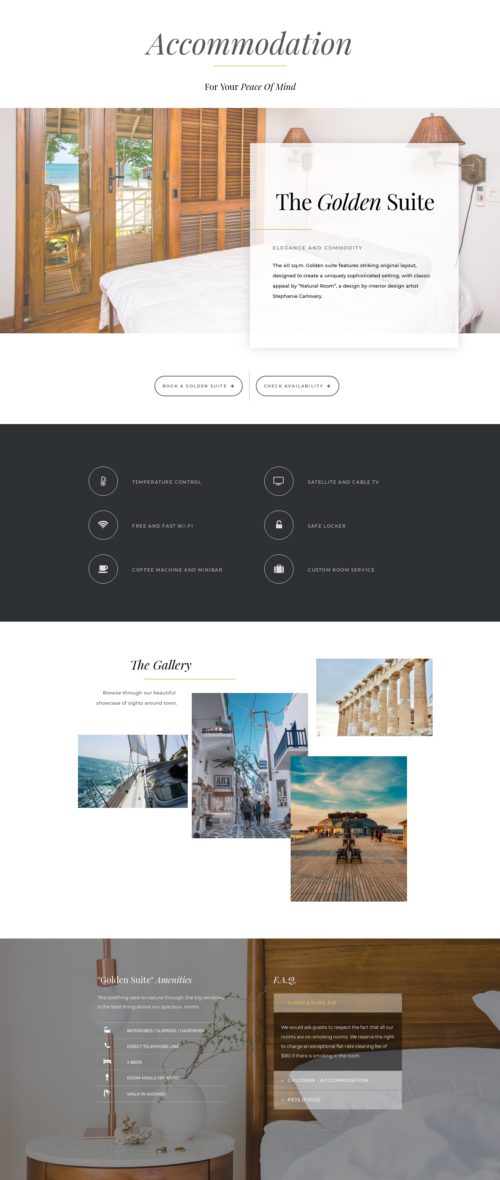 Accommodation
For Your Peace Of Mind
The Golden Suite
ELEGANCE AND COMMODITY
The 40 sq.m. Golden suite features striking original layout,
designed to create a uniquely sophisticated setting, with classic
appeal by "Natural Room", a design by interior design artist
Stephanie Carlovary.
BOOK A GOLDEN SUITE
CHECK AVAILABILITY
TEMPERATURE CONTROL
SATELLITE AND CABLE TV
FREE AND FAST WI-FI
SAFE LOCKER
COFFEE MACHINE AND MINIBAR
CUSTOM ROOM SERVICE
The Gallery
Browse through our beautiful
showcase of sights around town.
"Golden Suite" Amenities
The soothing view to nature through the big windows
is the best thing about our spacious rooms.
BATHROBES / SLIPPERS / HAIRDRYER
DIRECT TELEPHONE LINE
4 BEDS
ROOM MEALS CATERING
WALK-IN-SHOWER
F.A.Q.
CLEAN & PURE AIR
We would ask guests to respect the fact that all our
rooms are no-smoking rooms. We reserve the right
to charge an exceptional flat-rate cleaning fee of
$180 if there is smoking in the room.
CHILDREN - ACCOMMODATION
PETS (DOGS)